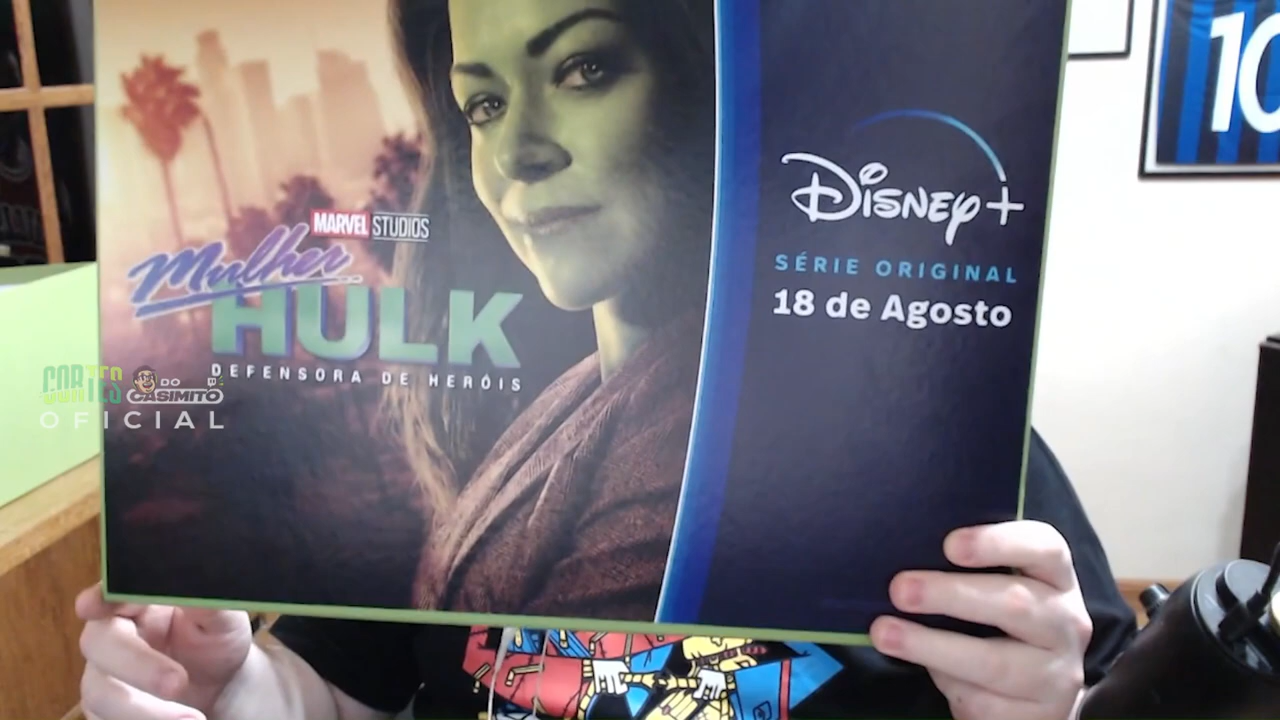 MARVEL STUDIOS
Mulher
HULK
DEFENSORA DE HERÓIS
Disney+
SÉRIE ORIGINAL
18 de Agosto
10
CORTES DO CASIMITO
OFICIAL